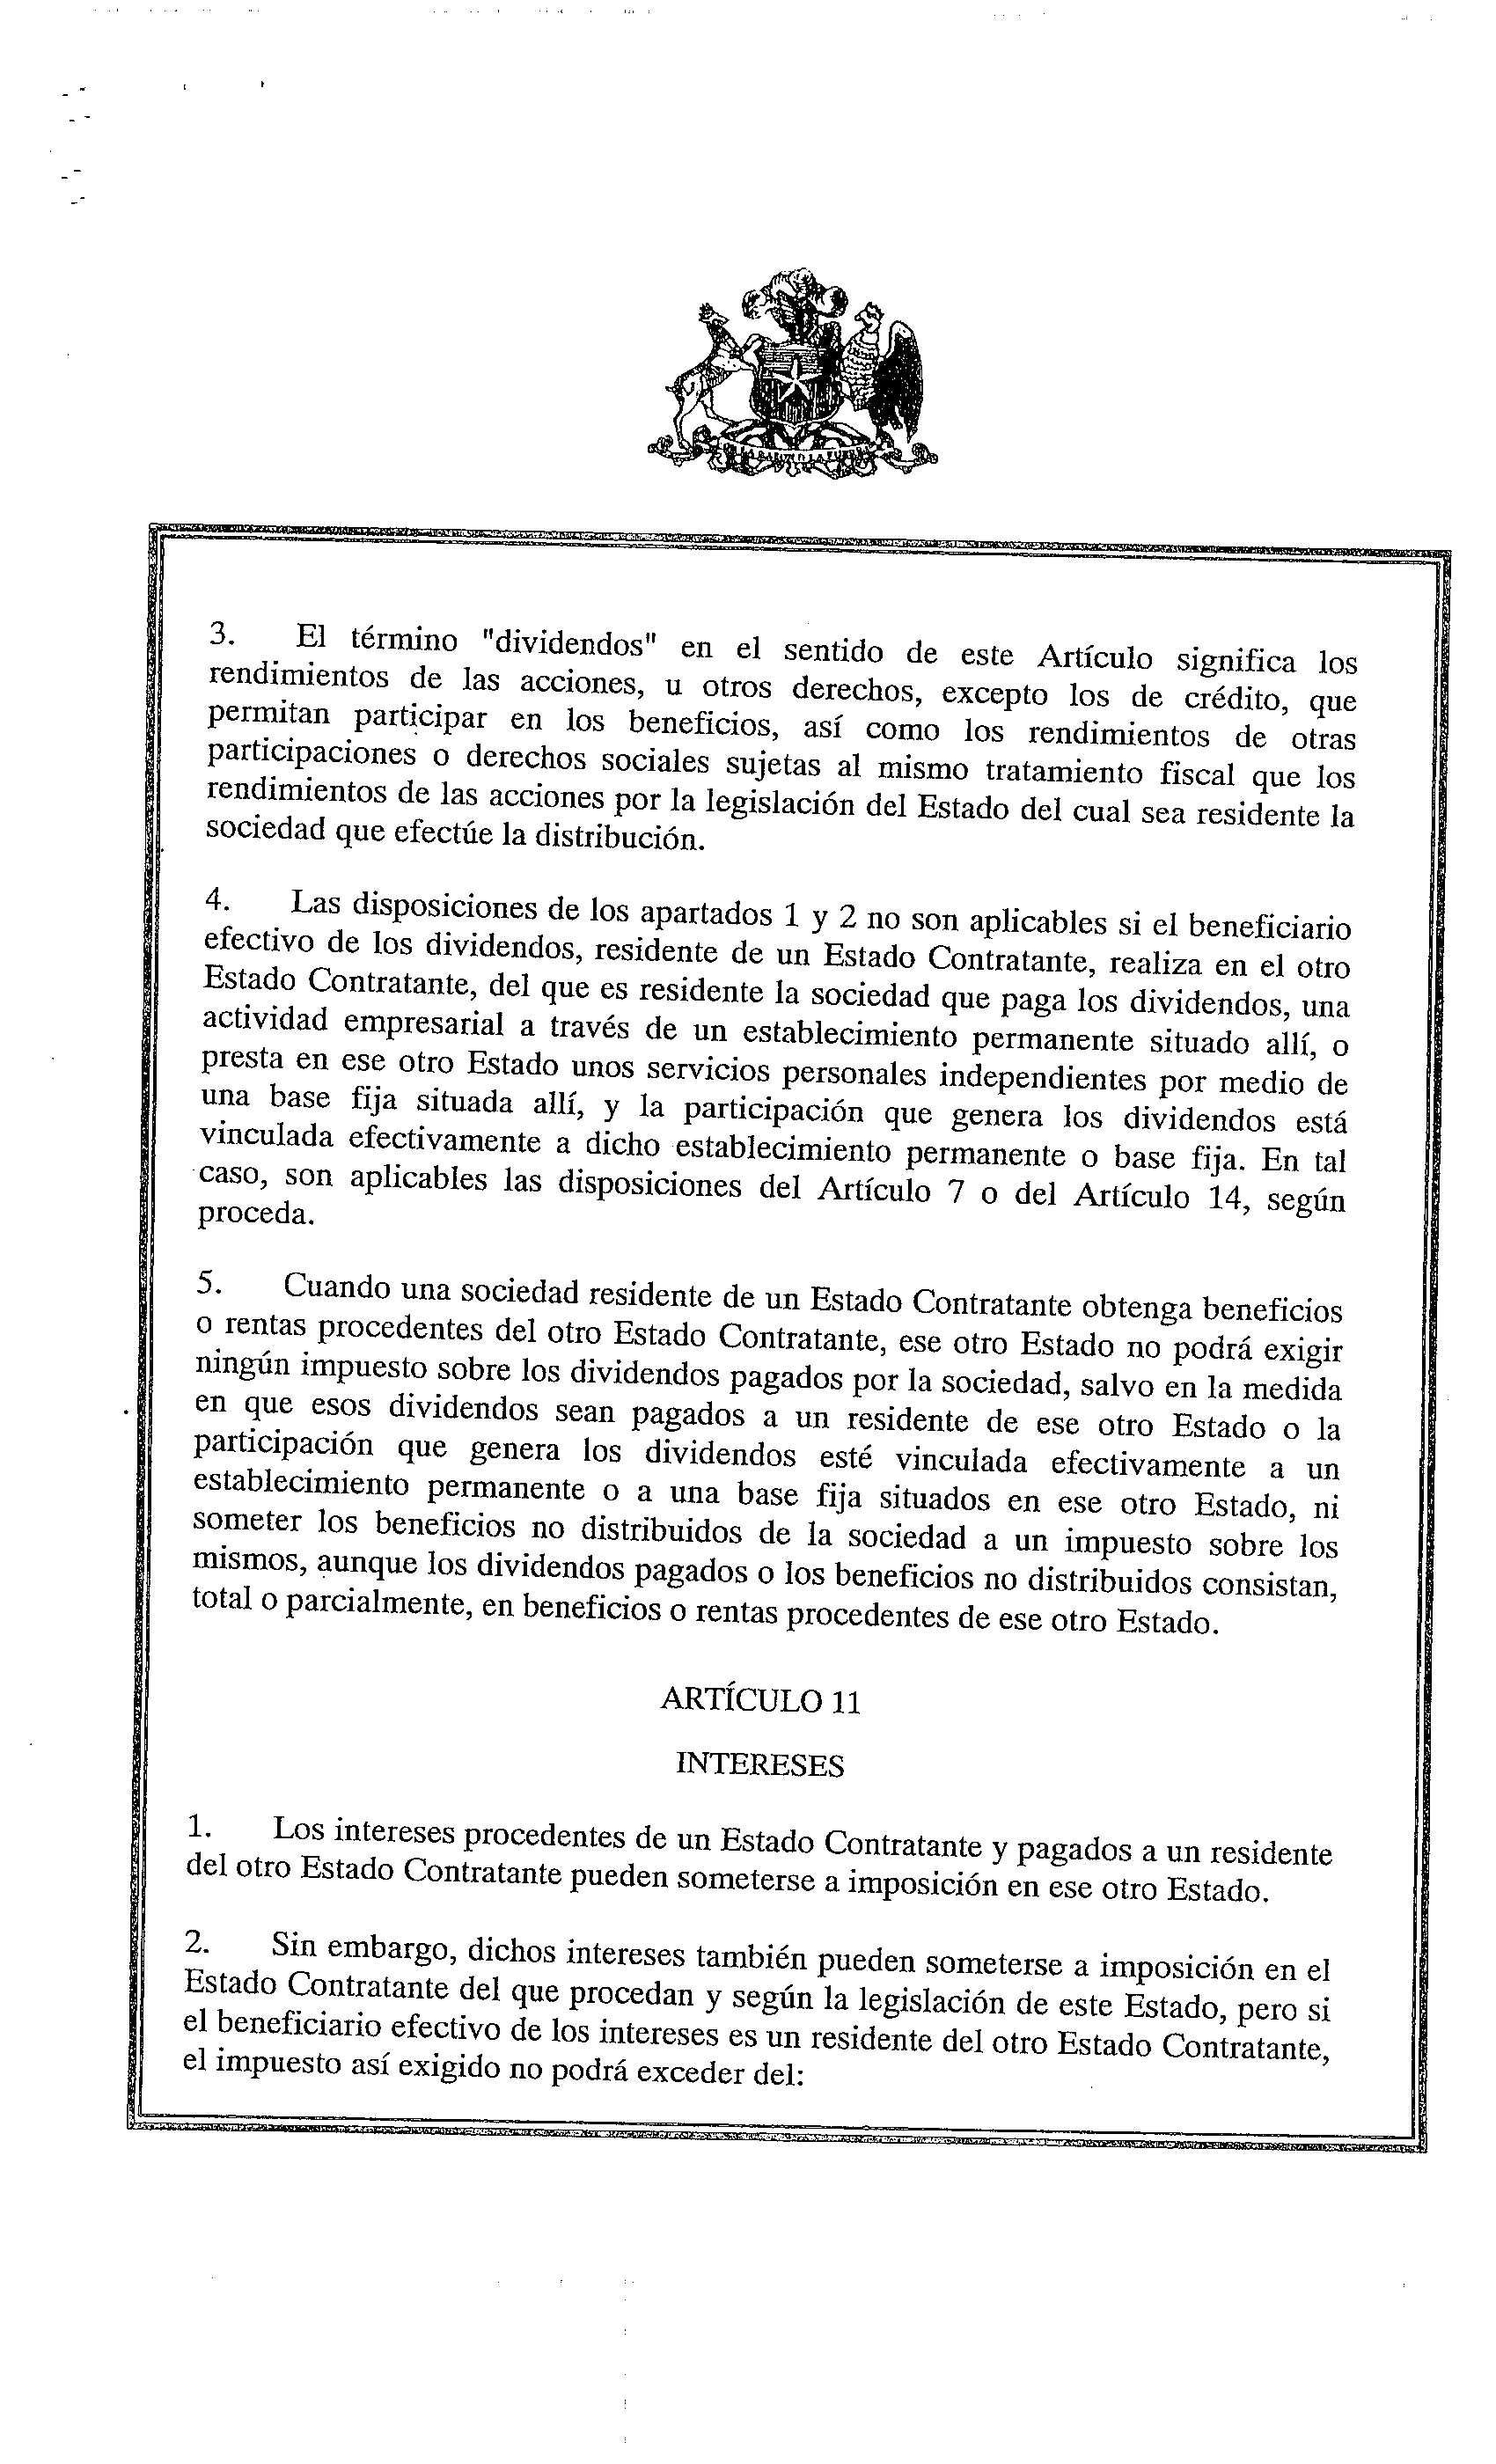 3. El término "dividendos" en el sentido de este Artículo significa los
rendimientos de las acciones, u otros derechos, excepto los de crédito, que
permitan participar en los beneficios, así como los rendimientos de otras
participaciones o derechos sociales sujetas al mismo tratamiento fiscal que los
rendimientos de las acciones por la legislación del Estado del cual sea residente la
sociedad que efectúe la distribución.
4. Las disposiciones de los apartados 1 y 2 no son aplicables si el beneficiario
efectivo de los dividendos, residente de un Estado Contratante, realiza en el otro
Estado Contratante, del que es residente la sociedad que paga los dividendos, una
actividad empresarial a través de un establecimiento permanente situado allí, o
presta en ese otro Estado unos servicios personales independientes por medio de
una base fija situada allí, y la participación que genera los dividendos está
vinculada efectivamente a dicho establecimiento permanente o base fija. En tal
caso, son aplicables las disposiciones del Artículo 7 o del Artículo 14, según
proceda.
5. Cuando una sociedad residente de un Estado Contratante obtenga beneficios
o rentas procedentes del otro Estado Contratante, ese otro Estado no podrá exigir
ningún impuesto sobre los dividendos pagados por la sociedad, salvo en la medida
en que esos dividendos sean pagados a un residente de ese otro Estado o la
participación que genera los dividendos esté vinculada efectivamente a un
establecimiento permanente o a una base fija situados en ese otro Estado, ni
someter los beneficios no distribuidos de la sociedad a un impuesto sobre los
mismos, aunque los dividendos pagados o los beneficios no distribuidos consistan,
total o parcialmente, en beneficios o rentas procedentes de ese otro Estado.
ARTÍCULO 11
INTERESES
1. Los intereses procedentes de un Estado Contratante y pagados a un residente
del otro Estado Contratante pueden someterse a imposición en ese otro Estado.
2. Sin embargo, dichos intereses también pueden someterse a imposición en el
Estado Contratante del que procedan y según la legislación de este Estado, pero si
el beneficiario efectivo de los intereses es un residente del otro Estado Contratante,
el impuesto así exigido no podrá exceder del: